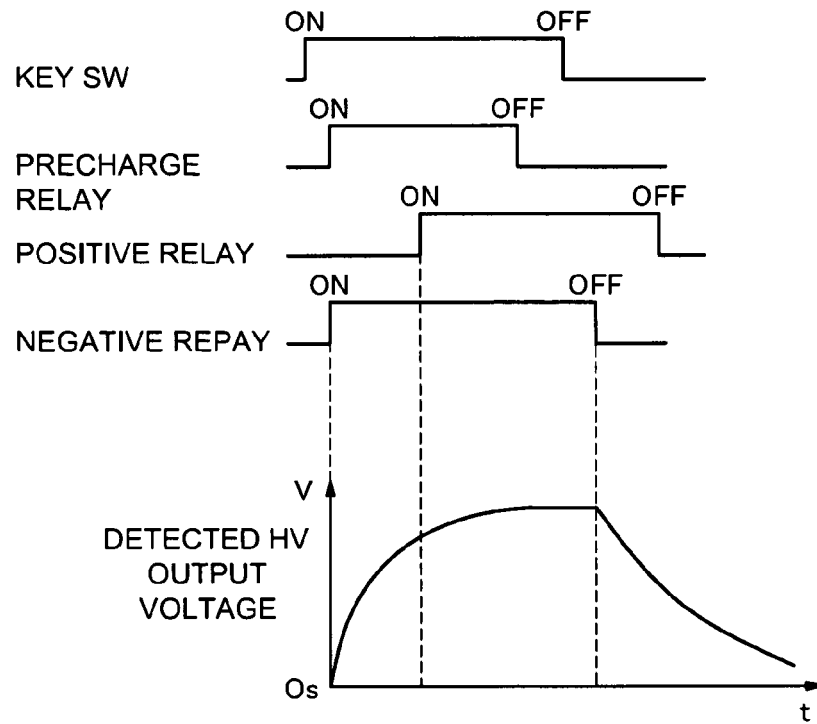 ON OFF
KEY SW
ON OFF
PRECHARGE
RELAY
ON OFF
POSITIVE RELAY
ON OFF
NEGATIVE REPAY
V
DETECTED HV
OUTPUT
VOLTAGE
Os
t